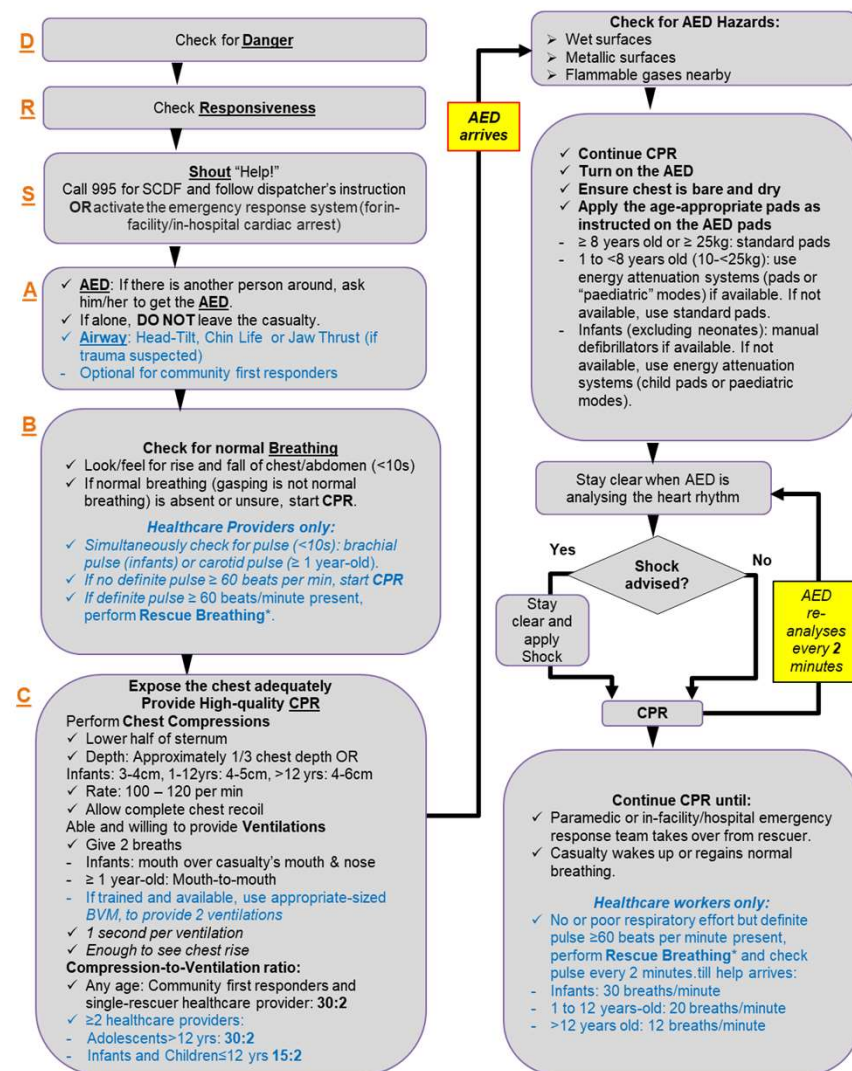 D
Check for Danger
R
Check Responsiveness
S
Shout “Help!”
Call 995 for SCDF and follow dispatcher’s instruction
OR activate the emergency response system (for in-
facility/in-hospital cardiac arrest)
A
✓ AED: If there is another person around, ask
him/her to get the AED.
✓ If alone, DO NOT leave the casualty.
✓ Airway: Head-Tilt, Chin Life or Jaw Thrust (if
trauma suspected)
- Optional for community first responders
B
Check for normal Breathing
✓ Look/feel for rise and fall of chest/abdomen (<10s)
✓ If normal breathing (gasping is not normal
breathing) is absent or unsure, start CPR.
Healthcare Providers only:
✓ Simultaneously check for pulse (<10s): brachial
pulse (infants) or carotid pulse (≥ 1 year-old).
✓ If no definite pulse ≥ 60 beats per min, start CPR
✓ If definite pulse ≥ 60 beats/minute present,
perform Rescue Breathing*.
C
Expose the chest adequately
Provide High-quality CPR
Perform Chest Compressions
✓ Lower half of sternum
✓ Depth: Approximately 1/3 chest depth OR
Infants: 3-4cm, 1-12yrs: 4-5cm, >12 yrs: 4-6cm
✓ Rate: 100 – 120 per min
✓ Allow complete chest recoil
Able and willing to provide Ventilations
✓ Give 2 breaths
- Infants: mouth over casualty’s mouth & nose
- ≥ 1 year-old: Mouth-to-mouth
- If trained and available, use appropriate-sized
BVM, to provide 2 ventilations
✓ 1 second per ventilation
✓ Enough to see chest rise
Compression-to-Ventilation ratio:
✓ Any age: Community first responders and
single-rescuer healthcare provider: 30:2
✓ ≥2 healthcare providers:
- Adolescents>12 yrs: 30:2
- Infants and Children≤12 yrs 15:2
AED
arrives
Check for AED Hazards:
➢ Wet surfaces
➢ Metallic surfaces
➢ Flammable gases nearby
✓ Continue CPR
✓ Turn on the AED
✓ Ensure chest is bare and dry
✓ Apply the age-appropriate pads as
instructed on the AED pads
- ≥ 8 years old or ≥ 25kg: standard pads
- 1 to <8 years old (10-<25kg): use
energy attenuation systems (pads or
“paediatric” modes) if available. If not
available, use standard pads.
- Infants (excluding neonates): manual
defibrillators if available. If not
available, use energy attenuation
systems (child pads or paediatric
modes).
Stay clear when AED is
analysing the heart rhythm
Yes
Shock
advised?
No
Stay
clear and
apply
Shock
AED
re-
analyses
every 2
minutes
CPR
Continue CPR until:
✓ Paramedic or in-facility/hospital emergency
response team takes over from rescuer.
✓ Casualty wakes up or regains normal
breathing.
Healthcare workers only:
✓ No or poor respiratory effort but definite
pulse ≥60 beats per minute present,
perform Rescue Breathing* and check
pulse every 2 minutes.till help arrives:
- Infants: 30 breaths/minute
- 1 to 12 years-old: 20 breaths/minute
- >12 years old: 12 breaths/minute